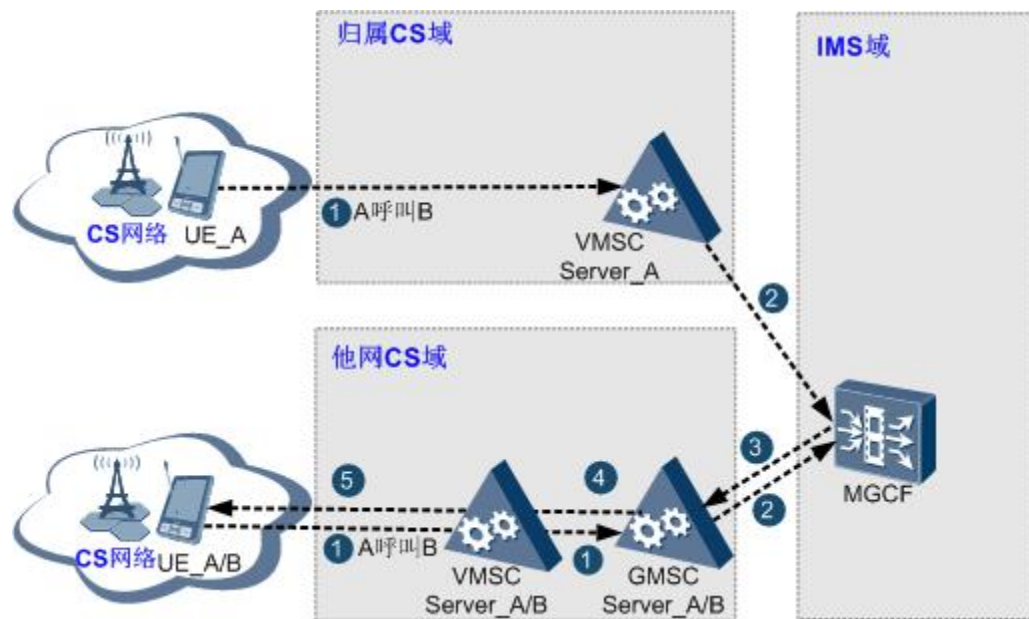 归属CS域
IMS域
CS网络
UE_A
1 A呼叫B
VMSC
Server_A
2
他网CS域
3
MGCF
2
5
4
CS网络
UE_A/B
1 A呼叫B
1
VMSC
Server_A/B
GMSC
Server_A/B